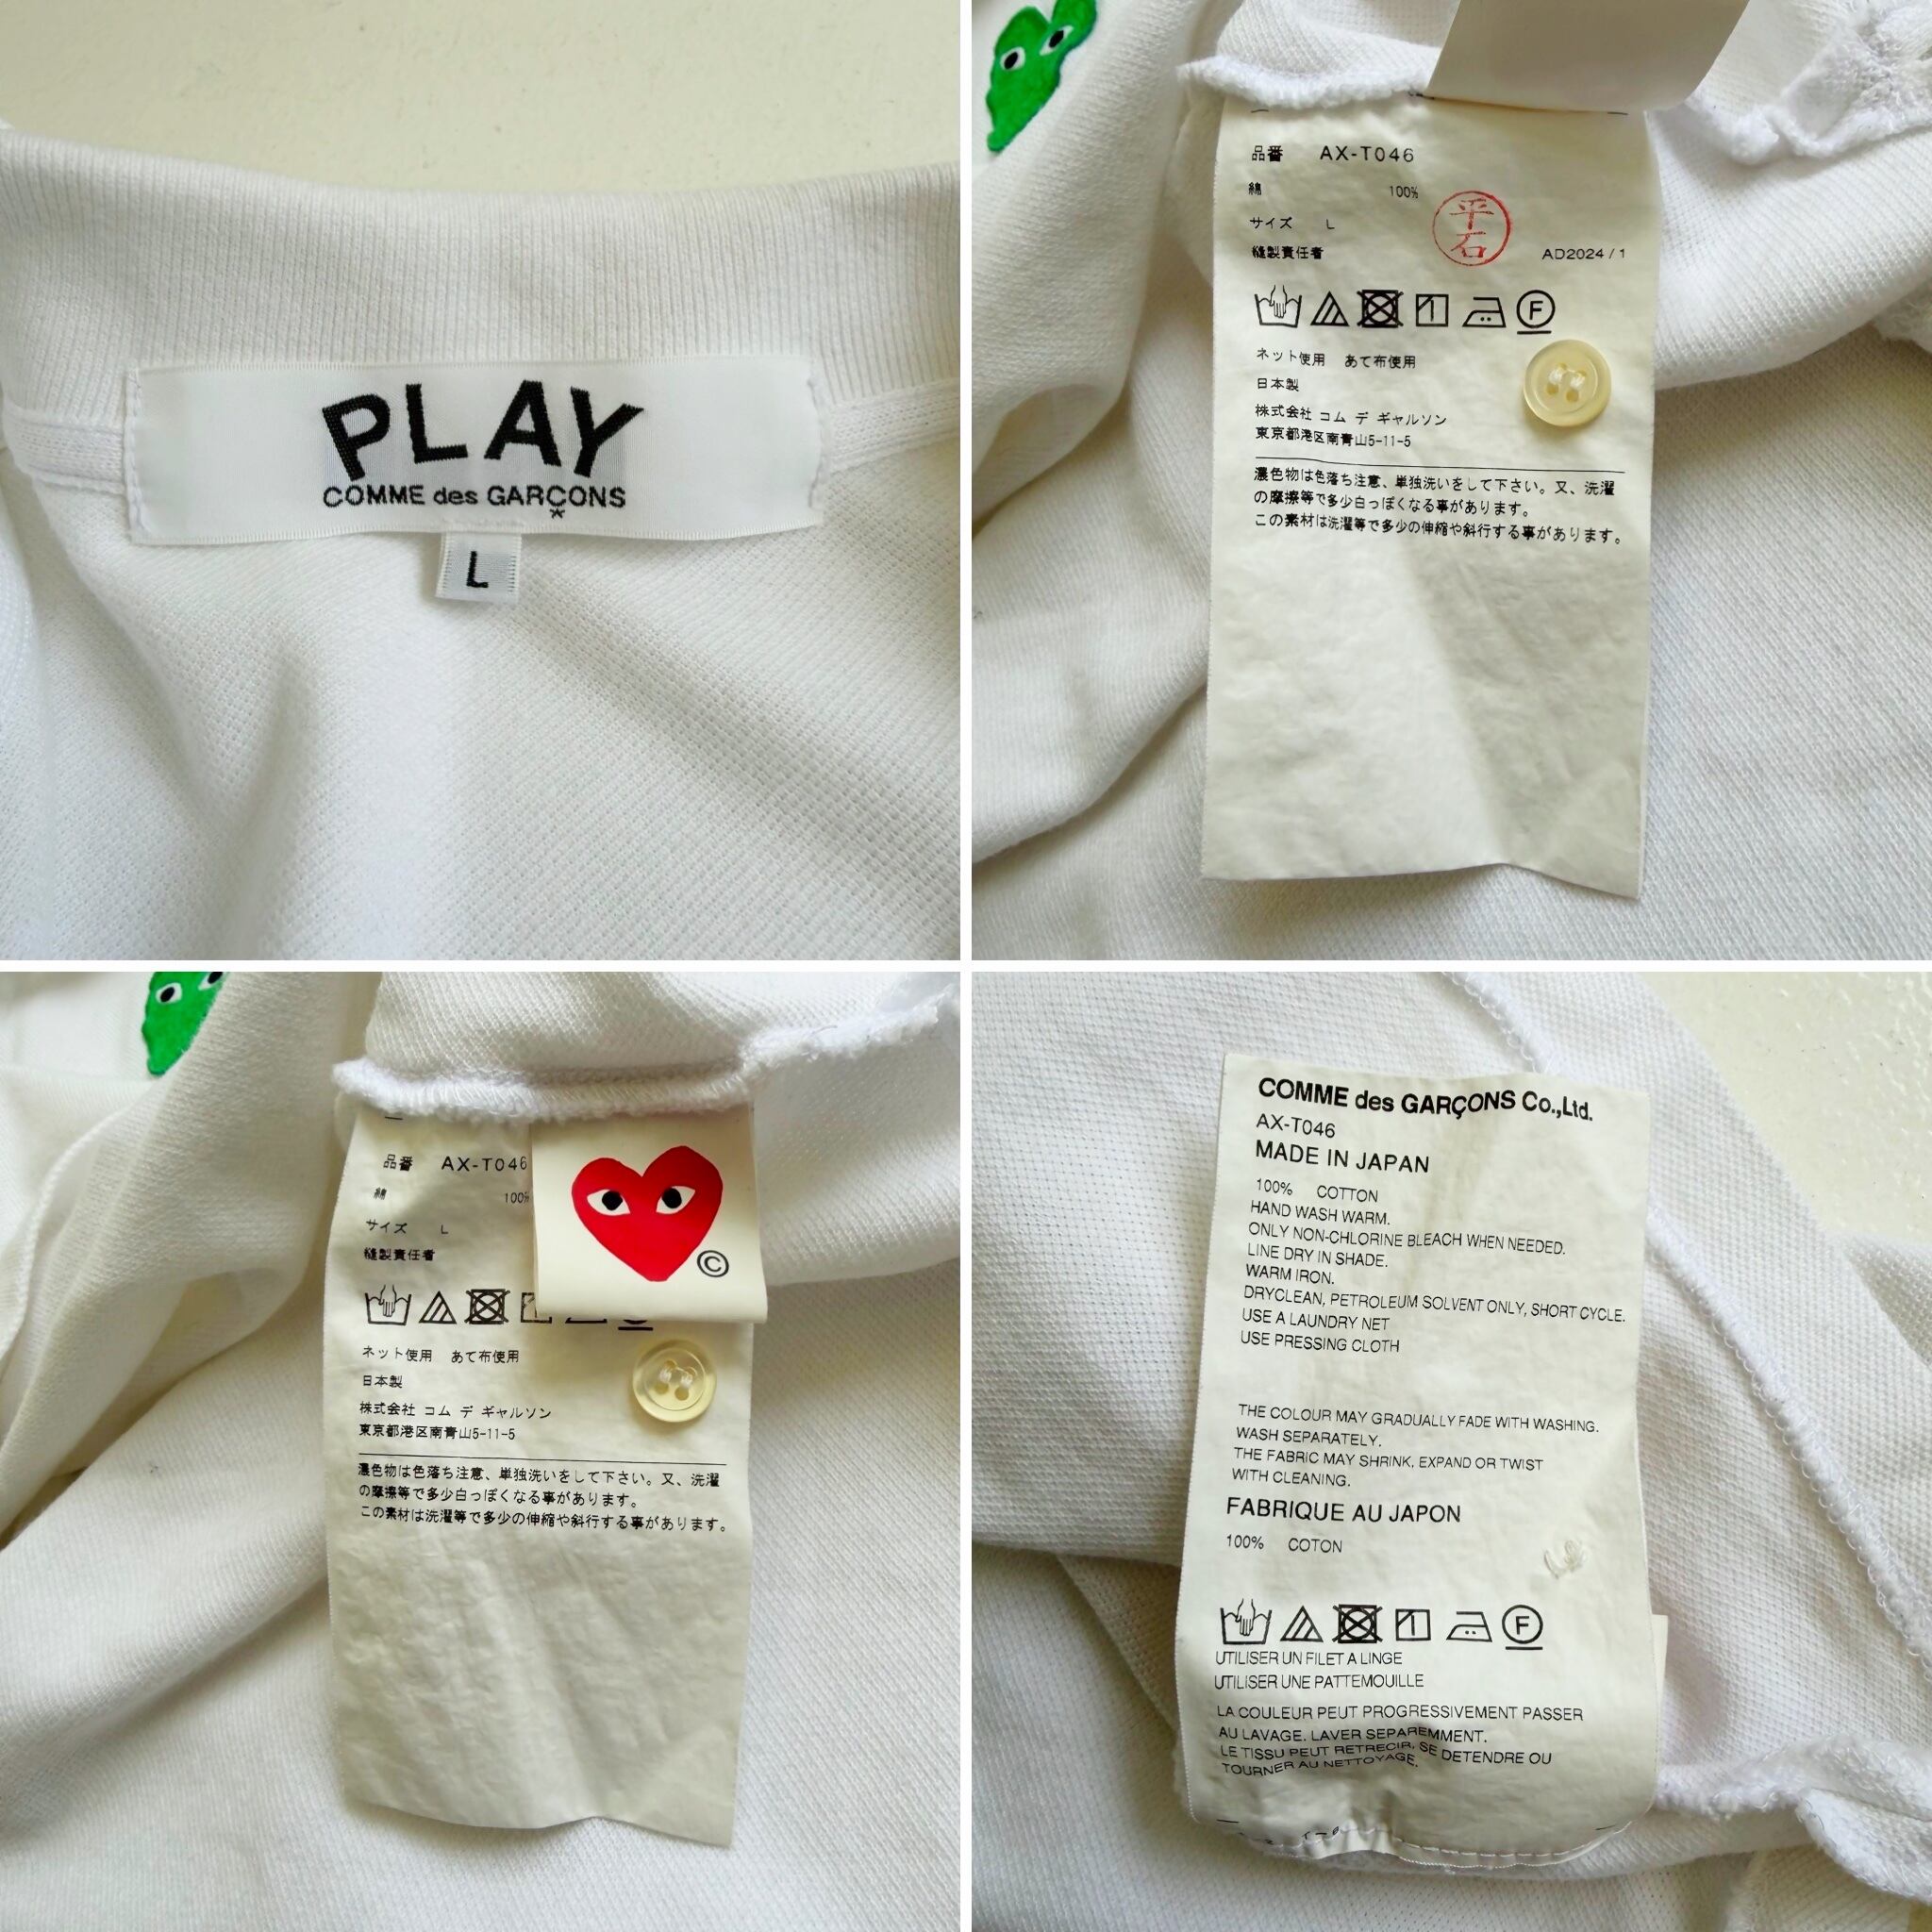 PLAY
COMME des GARÇONS
L
品番 AX-T046
綿 100%
サイズ L
縫製責任者
平石
AD2024/1
F
ネット使用 あて布使用
日本製
株式会社 コム デ ギャルソン
東京都港区南青山5-11-5
濃色物は色落ち注意、単独洗いをして下さい。又、洗濯
の摩擦等で多少白っぽくなる事があります。
この素材は洗濯等で多少の伸縮や斜行する事があります。
品番 AX-T046
綿 100%
サイズ L
縫製責任者
©
ネット使用 あて布使用
日本製
株式会社 コム デ ギャルソン
東京都港区南青山5-11-5
濃色物は色落ち注意、単独洗いをして下さい。又、洗濯
の摩擦等で多少白っぽくなる事があります。
この素材は洗濯等で多少の伸縮や斜行する事があります。
COMME des GARÇONS Co.,Ltd.
AX-T046
MADE IN JAPAN
100% COTTON
HAND WASH WARM.
ONLY NON-CHLORINE BLEACH WHEN NEEDED.
LINE DRY IN SHADE.
WARM IRON.
DRYCLEAN, PETROLEUM SOLVENT ONLY, SHORT CYCLE.
USE A LAUNDRY NET
USE PRESSING CLOTH
THE COLOUR MAY GRADUALLY FADE WITH WASHING.
WASH SEPARATELY.
THE FABRIC MAY SHRINK, EXPAND OR TWIST
WITH CLEANING.
FABRIQUE AU JAPON
100% COTON
F
UTILISER UN FILET A LINGE
UTILISER UNE PATTEMOUILLE
LA COULEUR PEUT PROGRESSIVEMENT PASSER
AU LAVAGE. LAVER SEPAREMMENT.
LE TISSU PEUT RETRECIR, SE DETENDRE OU
TOURNER AU NETTOYAGE.